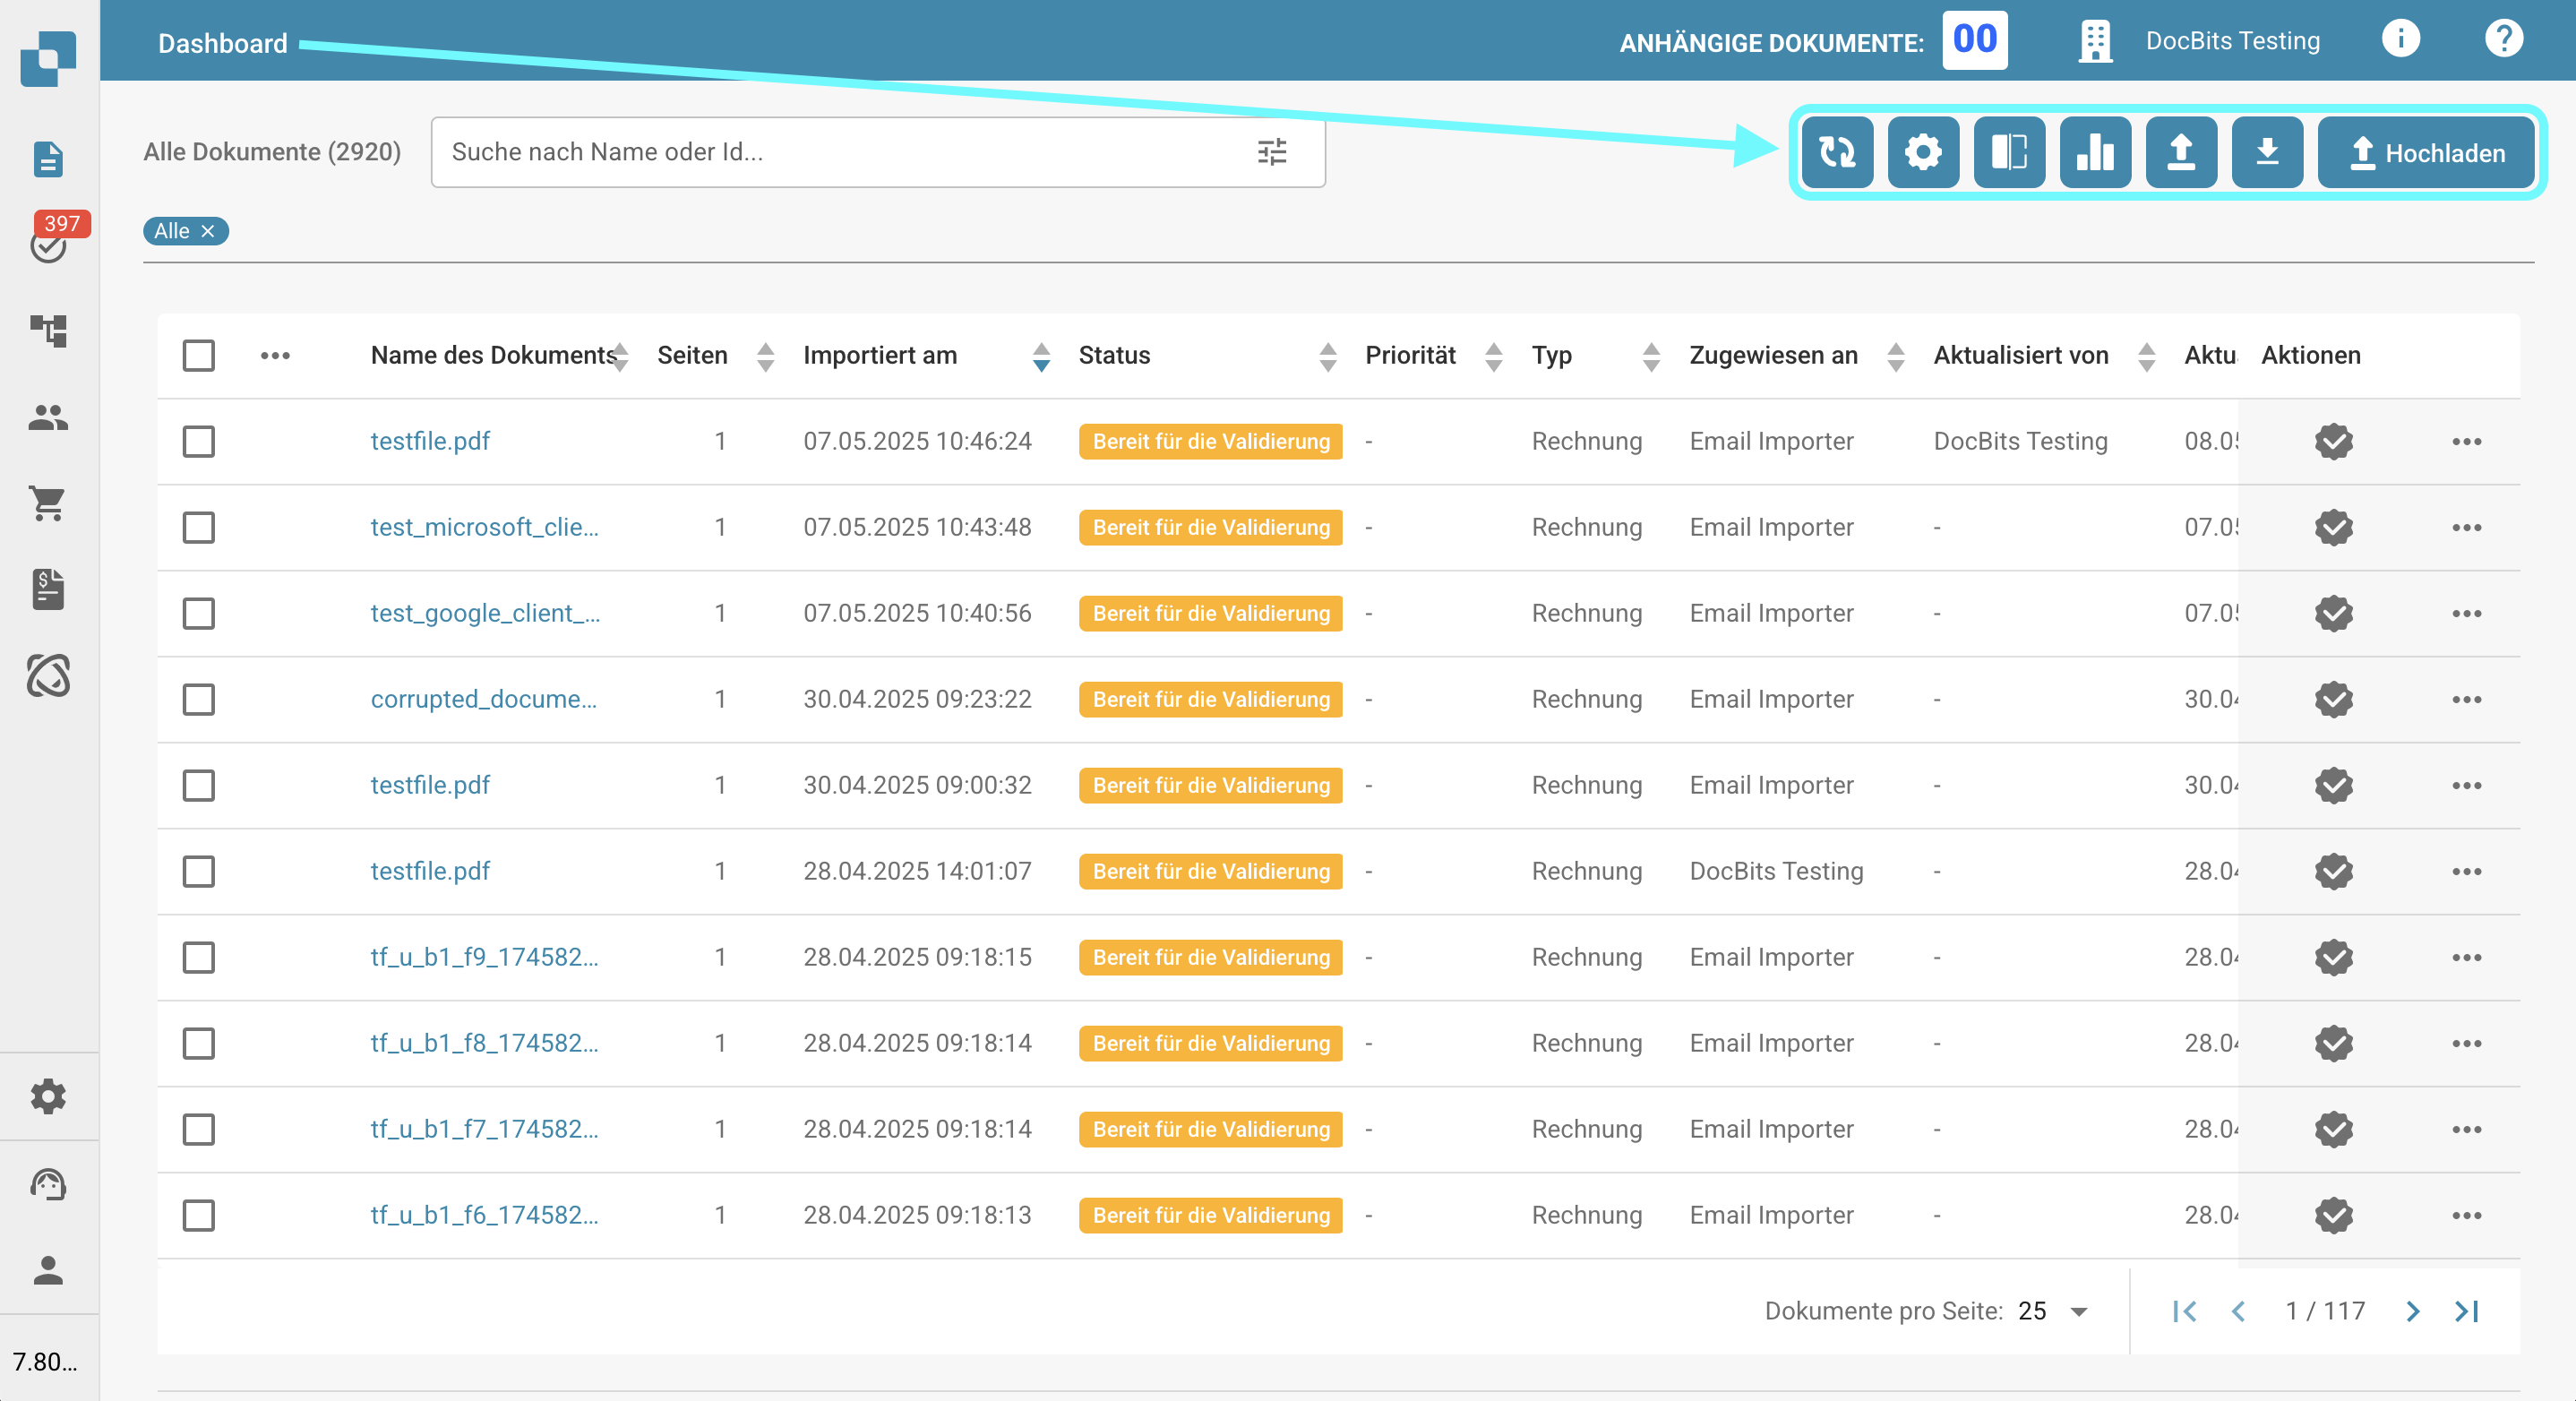 Dashboard
ANHÄNGIGE DOKUMENTE: 00 DocBits Testing
Alle Dokumente (2920) Suche nach Name oder Id... Hochladen
397
Alle
Name des Dokuments Seiten Importiert am Status Priorität Typ Zugewiesen an Aktualisiert von Aktu Aktionen
testfile.pdf 1 07.05.2025 10:46:24 Bereit für die Validierung - Rechnung Email Importer DocBits Testing 08.05
test_microsoft_clie... 1 07.05.2025 10:43:48 Bereit für die Validierung - Rechnung Email Importer - 07.05
test_google_client_... 1 07.05.2025 10:40:56 Bereit für die Validierung - Rechnung Email Importer - 07.05
corrupted_docume... 1 30.04.2025 09:23:22 Bereit für die Validierung - Rechnung Email Importer - 30.04
testfile.pdf 1 30.04.2025 09:00:32 Bereit für die Validierung - Rechnung Email Importer - 30.04
testfile.pdf 1 28.04.2025 14:01:07 Bereit für die Validierung - Rechnung DocBits Testing - 28.04
tf_u_b1_f9_174582... 1 28.04.2025 09:18:15 Bereit für die Validierung - Rechnung Email Importer - 28.04
tf_u_b1_f8_174582... 1 28.04.2025 09:18:14 Bereit für die Validierung - Rechnung Email Importer - 28.04
tf_u_b1_f7_174582... 1 28.04.2025 09:18:14 Bereit für die Validierung - Rechnung Email Importer - 28.04
tf_u_b1_f6_174582... 1 28.04.2025 09:18:13 Bereit für die Validierung - Rechnung Email Importer - 28.04
Dokumente pro Seite: 25 1 / 117
7.80...